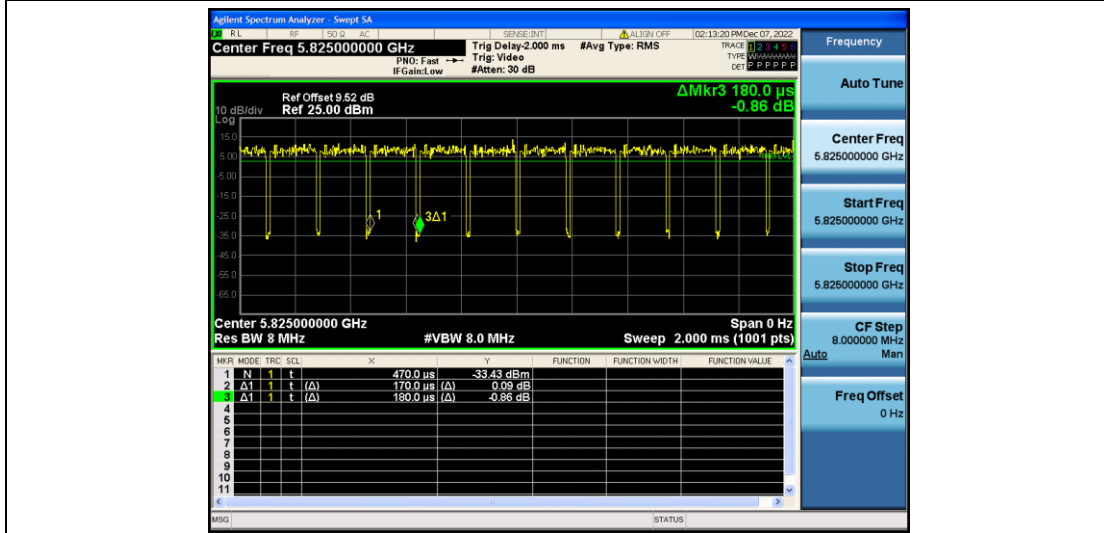 Agilent Spectrum Analyzer - Swept SA
RL RF 50 Ω AC SENSE:INT ALIGN OFF 02:13:20 PM Dec 07, 2022
Center Freq 5.825000000 GHz
PNO: Fast
IFGain:Low
Trig Delay-2.000 ms
Trig: Video
#Atten: 30 dB
#Avg Type: RMS
TRACE 1 2 3 4 5 6
TYPE WWWWWW
DET P P P P P P
ΔMkr3 180.0 µs
-0.86 dB
Ref Offset 9.52 dB
10 dB/div Ref 25.00 dBm
Log
15.0
5.00
-5.00
-15.0
-25.0
-35.0
-45.0
-55.0
-65.0
1
3Δ1
Center 5.825000000 GHz Span 0 Hz
Res BW 8 MHz #VBW 8.0 MHz Sweep 2.000 ms (1001 pts)
MKR MODE TRC SCL X Y FUNCTION FUNCTION WIDTH FUNCTION VALUE
1 N 1 t 470.0 µs -33.43 dBm
2 Δ1 1 t (Δ) 170.0 µs (Δ) 0.09 dB
3 Δ1 1 t (Δ) 180.0 µs (Δ) -0.86 dB
4
5
6
7
8
9
10
11
MSG STATUS
Frequency
Auto Tune
Center Freq
5.825000000 GHz
Start Freq
5.825000000 GHz
Stop Freq
5.825000000 GHz
CF Step
8.000000 MHz
Auto Man
Freq Offset
0 Hz